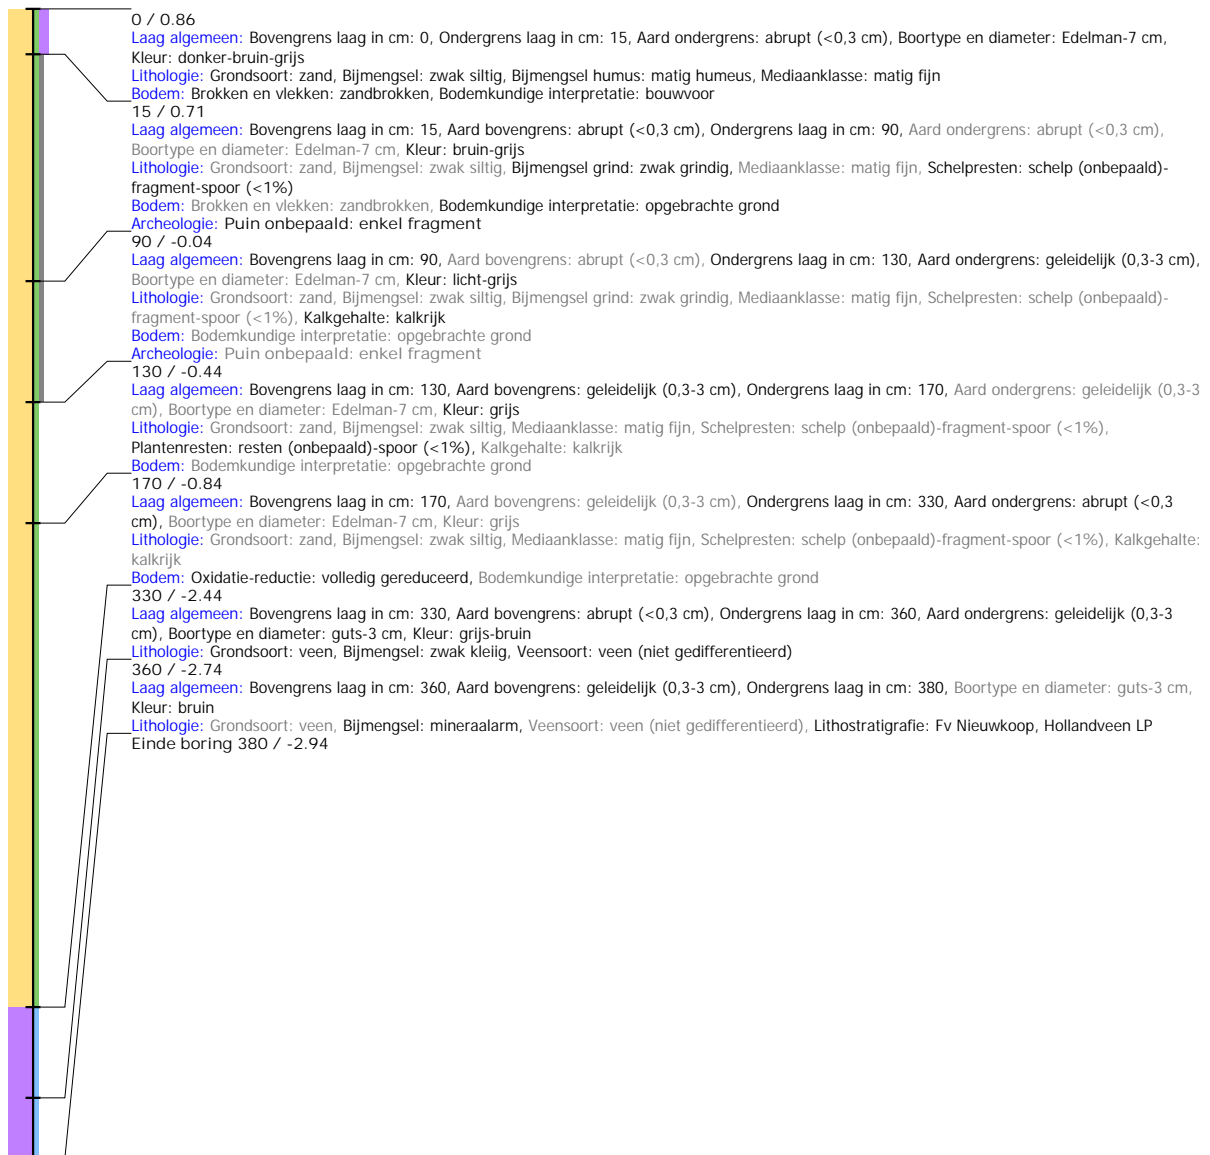 0 / 0.86
Laag algemeen: Bovengrens laag in cm: 0, Ondergrens laag in cm: 15, Aard ondergrens: abrupt (<0,3 cm), Boortype en diameter: Edelman-7 cm,
Kleur: donker-bruin-grijs
Lithologie: Grondsoort: zand, Bijmengsel: zwak siltig, Bijmengsel humus: matig humeus, Mediaanklasse: matig fijn
Bodem: Brokken en vlekken: zandbrokken, Bodemkundige interpretatie: bouwvoor
15 / 0.71
Laag algemeen: Bovengrens laag in cm: 15, Aard bovengrens: abrupt (<0,3 cm), Ondergrens laag in cm: 90, Aard ondergrens: abrupt (<0,3 cm),
Boortype en diameter: Edelman-7 cm, Kleur: bruin-grijs
Lithologie: Grondsoort: zand, Bijmengsel: zwak siltig, Bijmengsel grind: zwak grindig, Mediaanklasse: matig fijn, Schelpresten: schelp (onbepaald)-
fragment-spoor (<1%)
Bodem: Brokken en vlekken: zandbrokken, Bodemkundige interpretatie: opgebrachte grond
Archeologie: Puin onbepaald: enkel fragment
90 / -0.04
Laag algemeen: Bovengrens laag in cm: 90, Aard bovengrens: abrupt (<0,3 cm), Ondergrens laag in cm: 130, Aard ondergrens: geleidelijk (0,3-3 cm),
Boortype en diameter: Edelman-7 cm, Kleur: licht-grijs
Lithologie: Grondsoort: zand, Bijmengsel: zwak siltig, Bijmengsel grind: zwak grindig, Mediaanklasse: matig fijn, Schelpresten: schelp (onbepaald)-
fragment-spoor (<1%), Kalkgehalte: kalkrijk
Bodem: Bodemkundige interpretatie: opgebrachte grond
Archeologie: Puin onbepaald: enkel fragment
130 / -0.44
Laag algemeen: Bovengrens laag in cm: 130, Aard bovengrens: geleidelijk (0,3-3 cm), Ondergrens laag in cm: 170, Aard ondergrens: geleidelijk (0,3-3
cm), Boortype en diameter: Edelman-7 cm, Kleur: grijs
Lithologie: Grondsoort: zand, Bijmengsel: zwak siltig, Mediaanklasse: matig fijn, Schelpresten: schelp (onbepaald)-fragment-spoor (<1%),
Plantenresten: resten (onbepaald)-spoor (<1%), Kalkgehalte: kalkrijk
Bodem: Bodemkundige interpretatie: opgebrachte grond
170 / -0.84
Laag algemeen: Bovengrens laag in cm: 170, Aard bovengrens: geleidelijk (0,3-3 cm), Ondergrens laag in cm: 330, Aard ondergrens: abrupt (<0,3
cm), Boortype en diameter: Edelman-7 cm, Kleur: grijs
Lithologie: Grondsoort: zand, Bijmengsel: zwak siltig, Mediaanklasse: matig fijn, Schelpresten: schelp (onbepaald)-fragment-spoor (<1%), Kalkgehalte:
kalkrijk
Bodem: Oxidatie-reductie: volledig gereduceerd, Bodemkundige interpretatie: opgebrachte grond
330 / -2.44
Laag algemeen: Bovengrens laag in cm: 330, Aard bovengrens: abrupt (<0,3 cm), Ondergrens laag in cm: 360, Aard ondergrens: geleidelijk (0,3-3
cm), Boortype en diameter: guts-3 cm, Kleur: grijs-bruin
Lithologie: Grondsoort: veen, Bijmengsel: zwak kleiig, Veensoort: veen (niet gedifferentieerd)
360 / -2.74
Laag algemeen: Bovengrens laag in cm: 360, Aard bovengrens: geleidelijk (0,3-3 cm), Ondergrens laag in cm: 380, Boortype en diameter: guts-3 cm,
Kleur: bruin
Lithologie: Grondsoort: veen, Bijmengsel: mineraalarm, Veensoort: veen (niet gedifferentieerd), Lithostratigrafie: Fv Nieuwkoop, Hollandveen LP
Einde boring 380 / -2.94